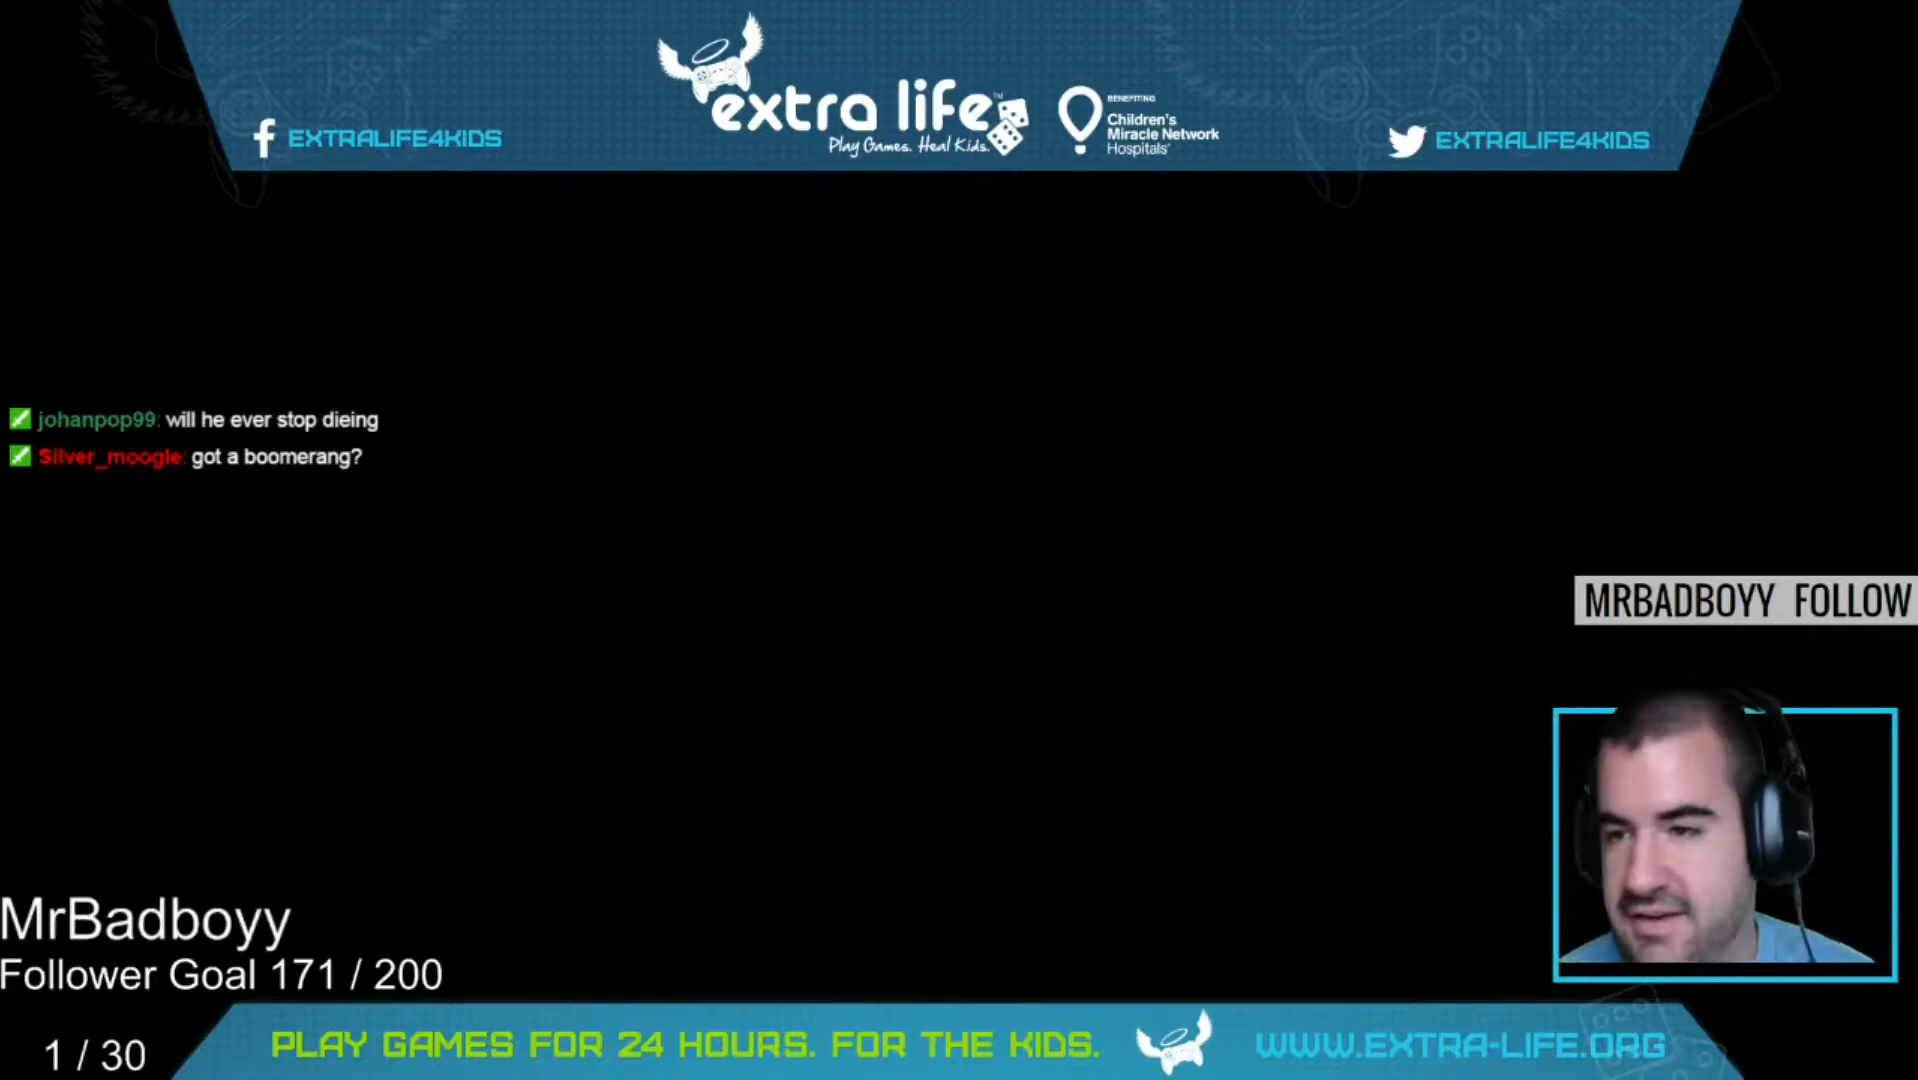 extra life™
Play Games. Heal Kids.
BENEFITING
Children's
Miracle Network
Hospitals®
EXTRALIFE4KIDS
EXTRALIFE4KIDS
johanpop99: will he ever stop dieing
Silver_moogle: got a boomerang?
MRBADBOYY FOLLOW
MrBadboyy
Follower Goal 171 / 200
1 / 30
PLAY GAMES FOR 24 HOURS. FOR THE KIDS.
WWW.EXTRA-LIFE.ORG